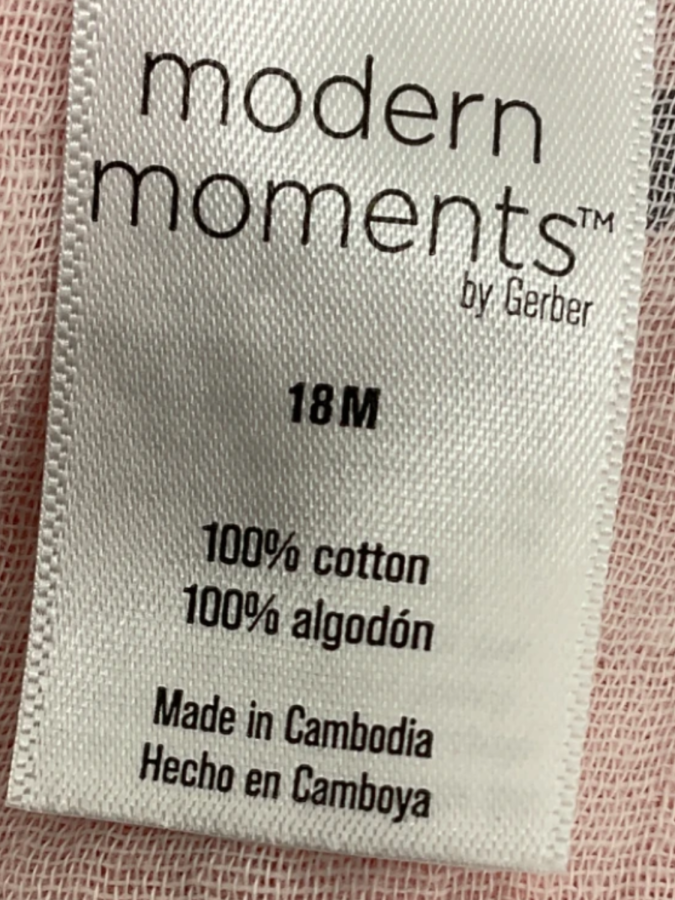 modern
moments™
by Gerber
18M
100% cotton
100% algodón
Made in Cambodia
Hecho en Camboya